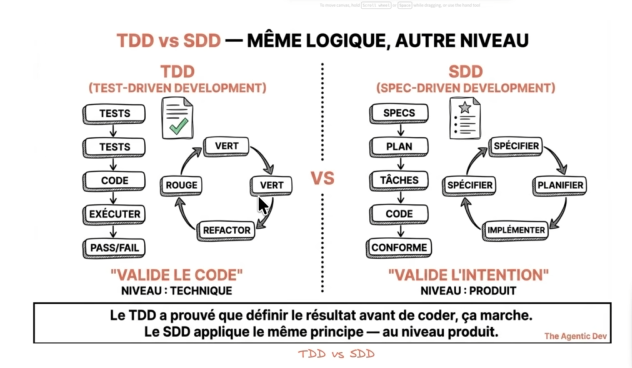 TDD vs SDD — MÊME LOGIQUE, AUTRE NIVEAU
TDD
(TEST-DRIVEN DEVELOPMENT)
TESTS
TESTS
CODE
EXÉCUTER
PASS/FAIL
VERT
VERT
REFACTOR
ROUGE
"VALIDE LE CODE"
NIVEAU : TECHNIQUE
VS
SDD
(SPEC-DRIVEN DEVELOPMENT)
SPECS
PLAN
TÂCHES
CODE
CONFORME
SPÉCIFIER
PLANIFIER
IMPLÉMENTER
SPÉCIFIER
"VALIDE L'INTENTION"
NIVEAU : PRODUIT
Le TDD a prouvé que définir le résultat avant de coder, ça marche.
Le SDD applique le même principe — au niveau produit.
The Agentic Dev
TDD vs SDD